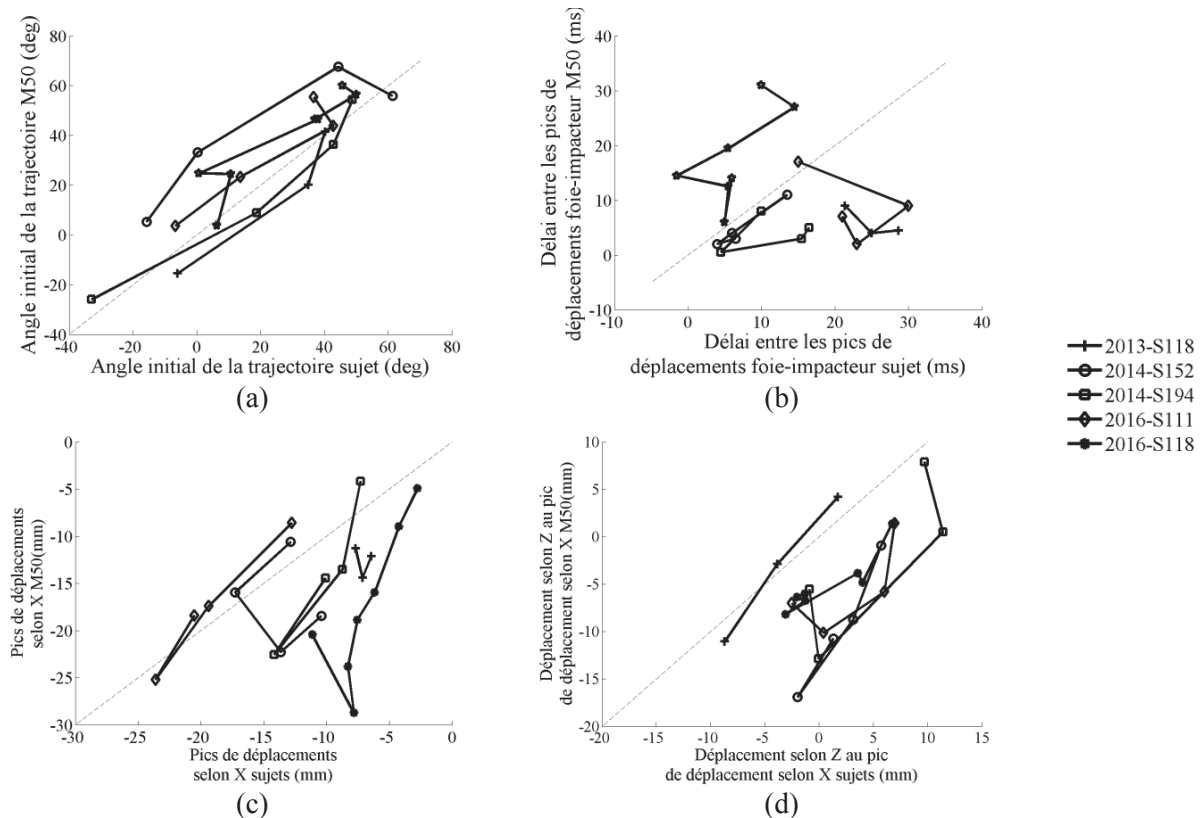 Angle initial de la trajectoire M50 (deg)
80
60
40
20
0
-20
-40
-40 -20 0 20 40 60 80
Angle initial de la trajectoire sujet (deg)
(a)
Délai entre les pics de
déplacements foie-impacteur M50 (ms)
40
30
20
10
0
-10
-10 0 10 20 30 40
Délai entre les pics de
déplacements foie-impacteur sujet (ms)
(b)
2013-S118
2014-S152
2014-S194
2016-S111
2016-S118
Pics de déplacements
selon X M50(mm)
0
-5
-10
-15
-20
-25
-30
-30 -25 -20 -15 -10 -5 0
Pics de déplacements
selon X sujets (mm)
(c)
Déplacement selon Z au pic
de déplacement selon X M50(mm)
10
5
0
-5
-10
-15
-20
-20 -15 -10 -5 0 5 10 15
Déplacement selon Z au pic
de déplacement selon X sujets (mm)
(d)